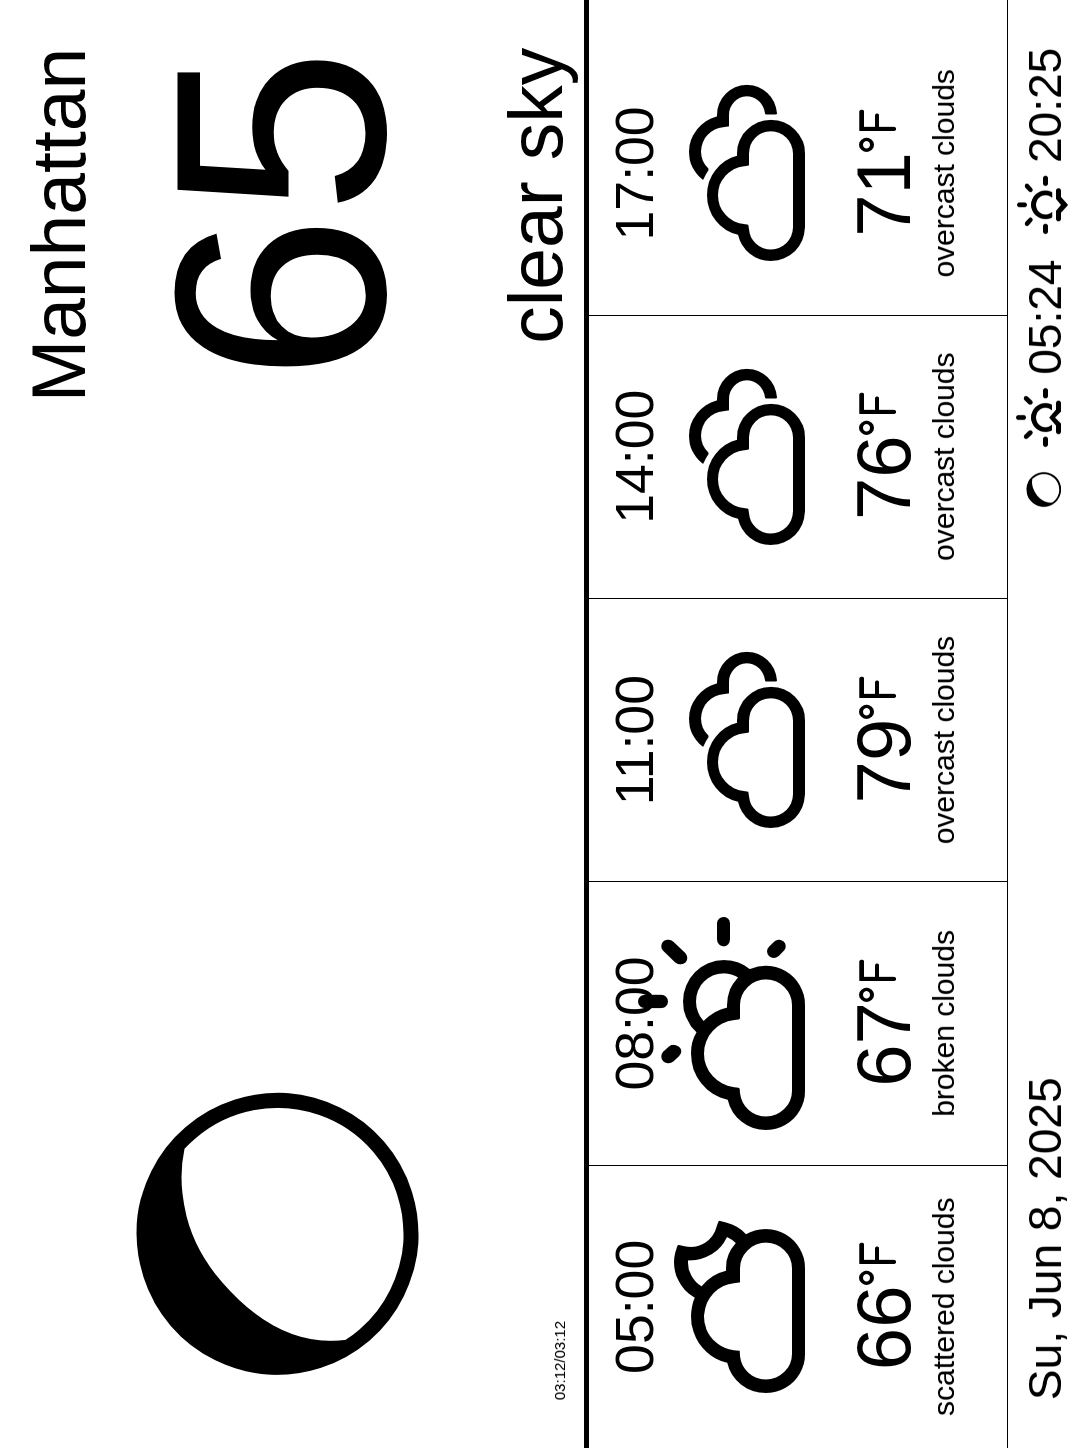 Manhattan
65
clear sky
03:12/03:12
05:00
66°F
scattered clouds
08:00
67°F
broken clouds
11:00
79°F
overcast clouds
14:00
76°F
overcast clouds
17:00
71°F
overcast clouds
Su, Jun 8, 2025
05:24 20:25